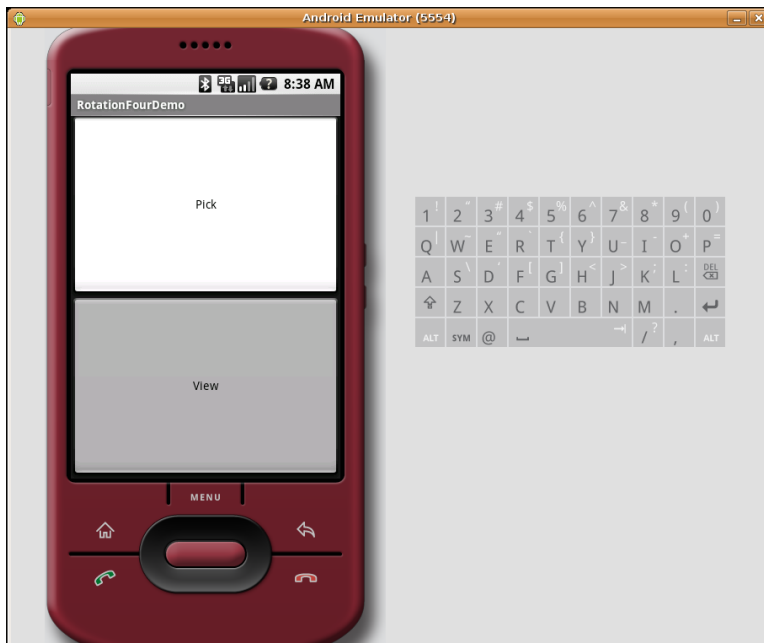 Android Emulator (5554)
3G 8:38 AM
RotationFourDemo
Pick
View
MENU
1 ! 2 " 3 # 4 $ 5 % 6 ^ 7 & 8 * 9 ( 0 )
Q | W ~ E “ R ` T { Y } U _ I - O + P =
A S \ D ´ F [ G ] H < J > K ; L : DEL
Z X C V B N M .
ALT SYM @ / ? , ALT